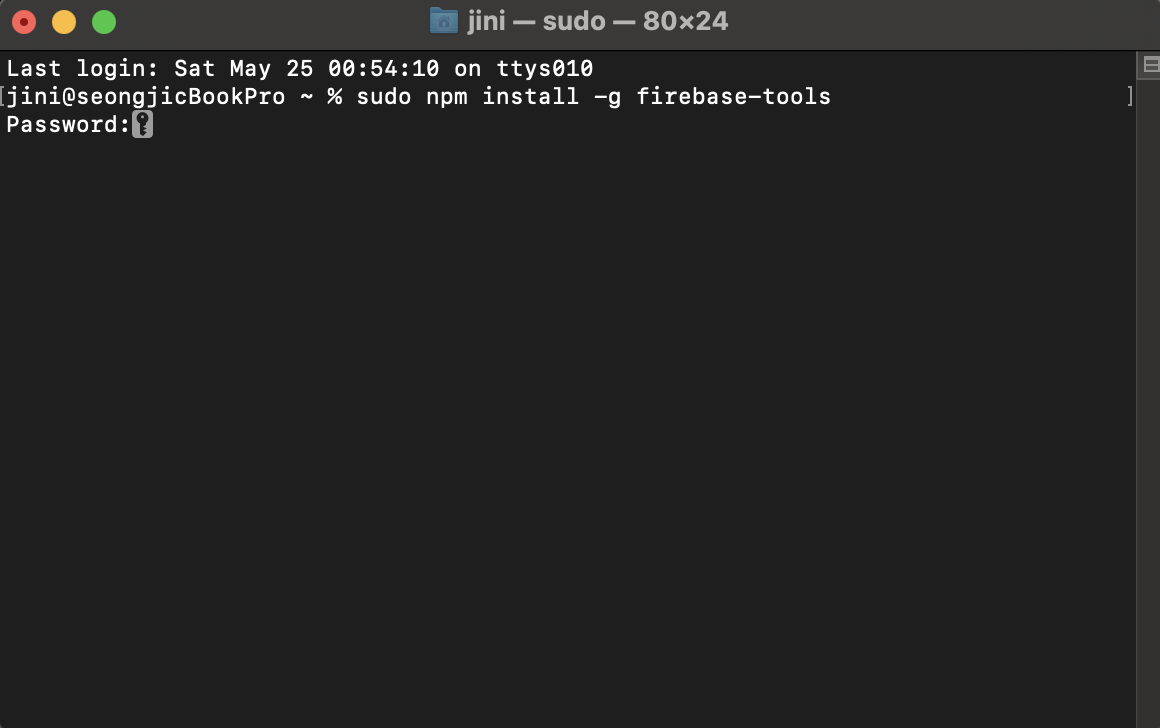 jini — sudo — 80×24
Last login: Sat May 25 00:54:10 on ttys010
[jini@seongjicBookPro ~ % sudo npm install -g firebase-tools ]
Password: